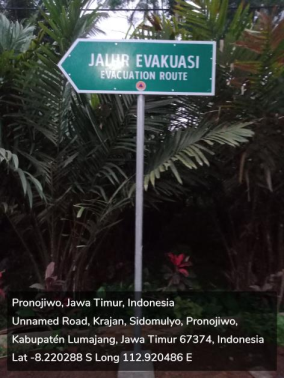 JALUR EVAKUASI
EVACUATION ROUTE
Pronojiwo, Jawa Timur, Indonesia
Unnamed Road, Krajan, Sidomulyo, Pronojiwo,
Kabupatén Lumajang, Jawa Timur 67374, Indonesia
Lat -8.220288 S Long 112.920486 E